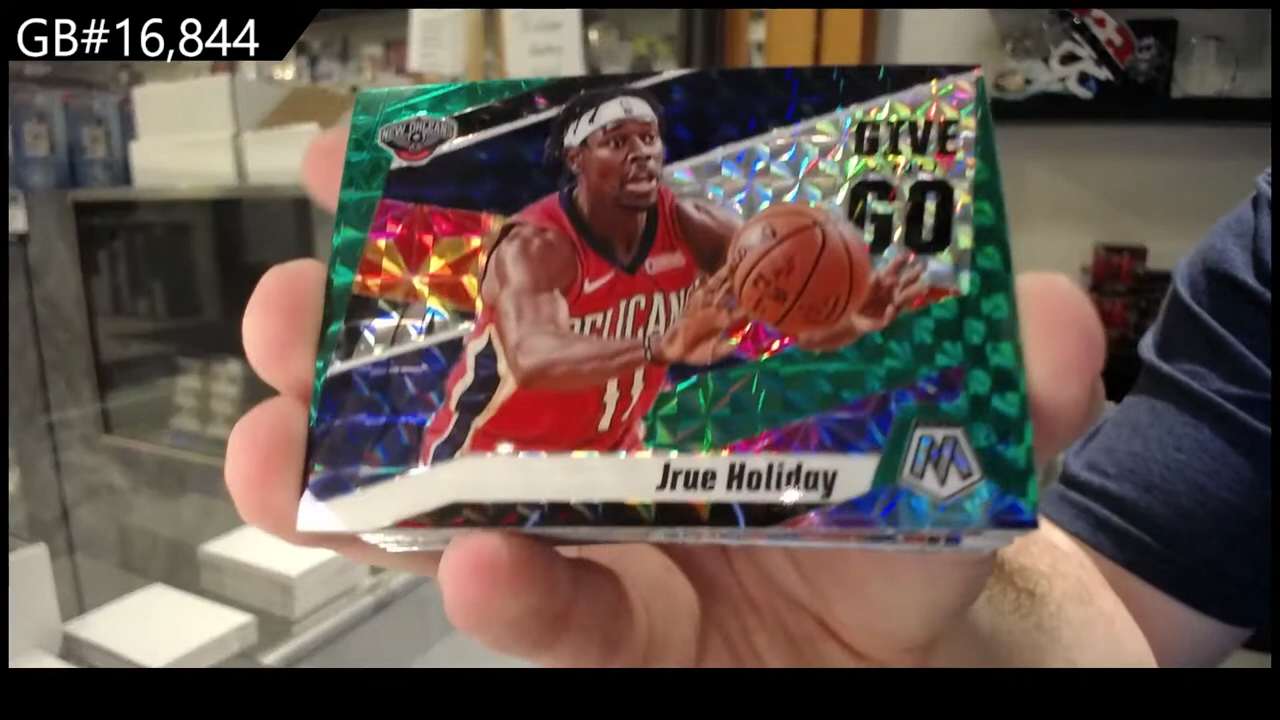 GB#16,844
NEW ORLEANS
GIVE
GO
PELICANS
11
Jrue Holiday
M